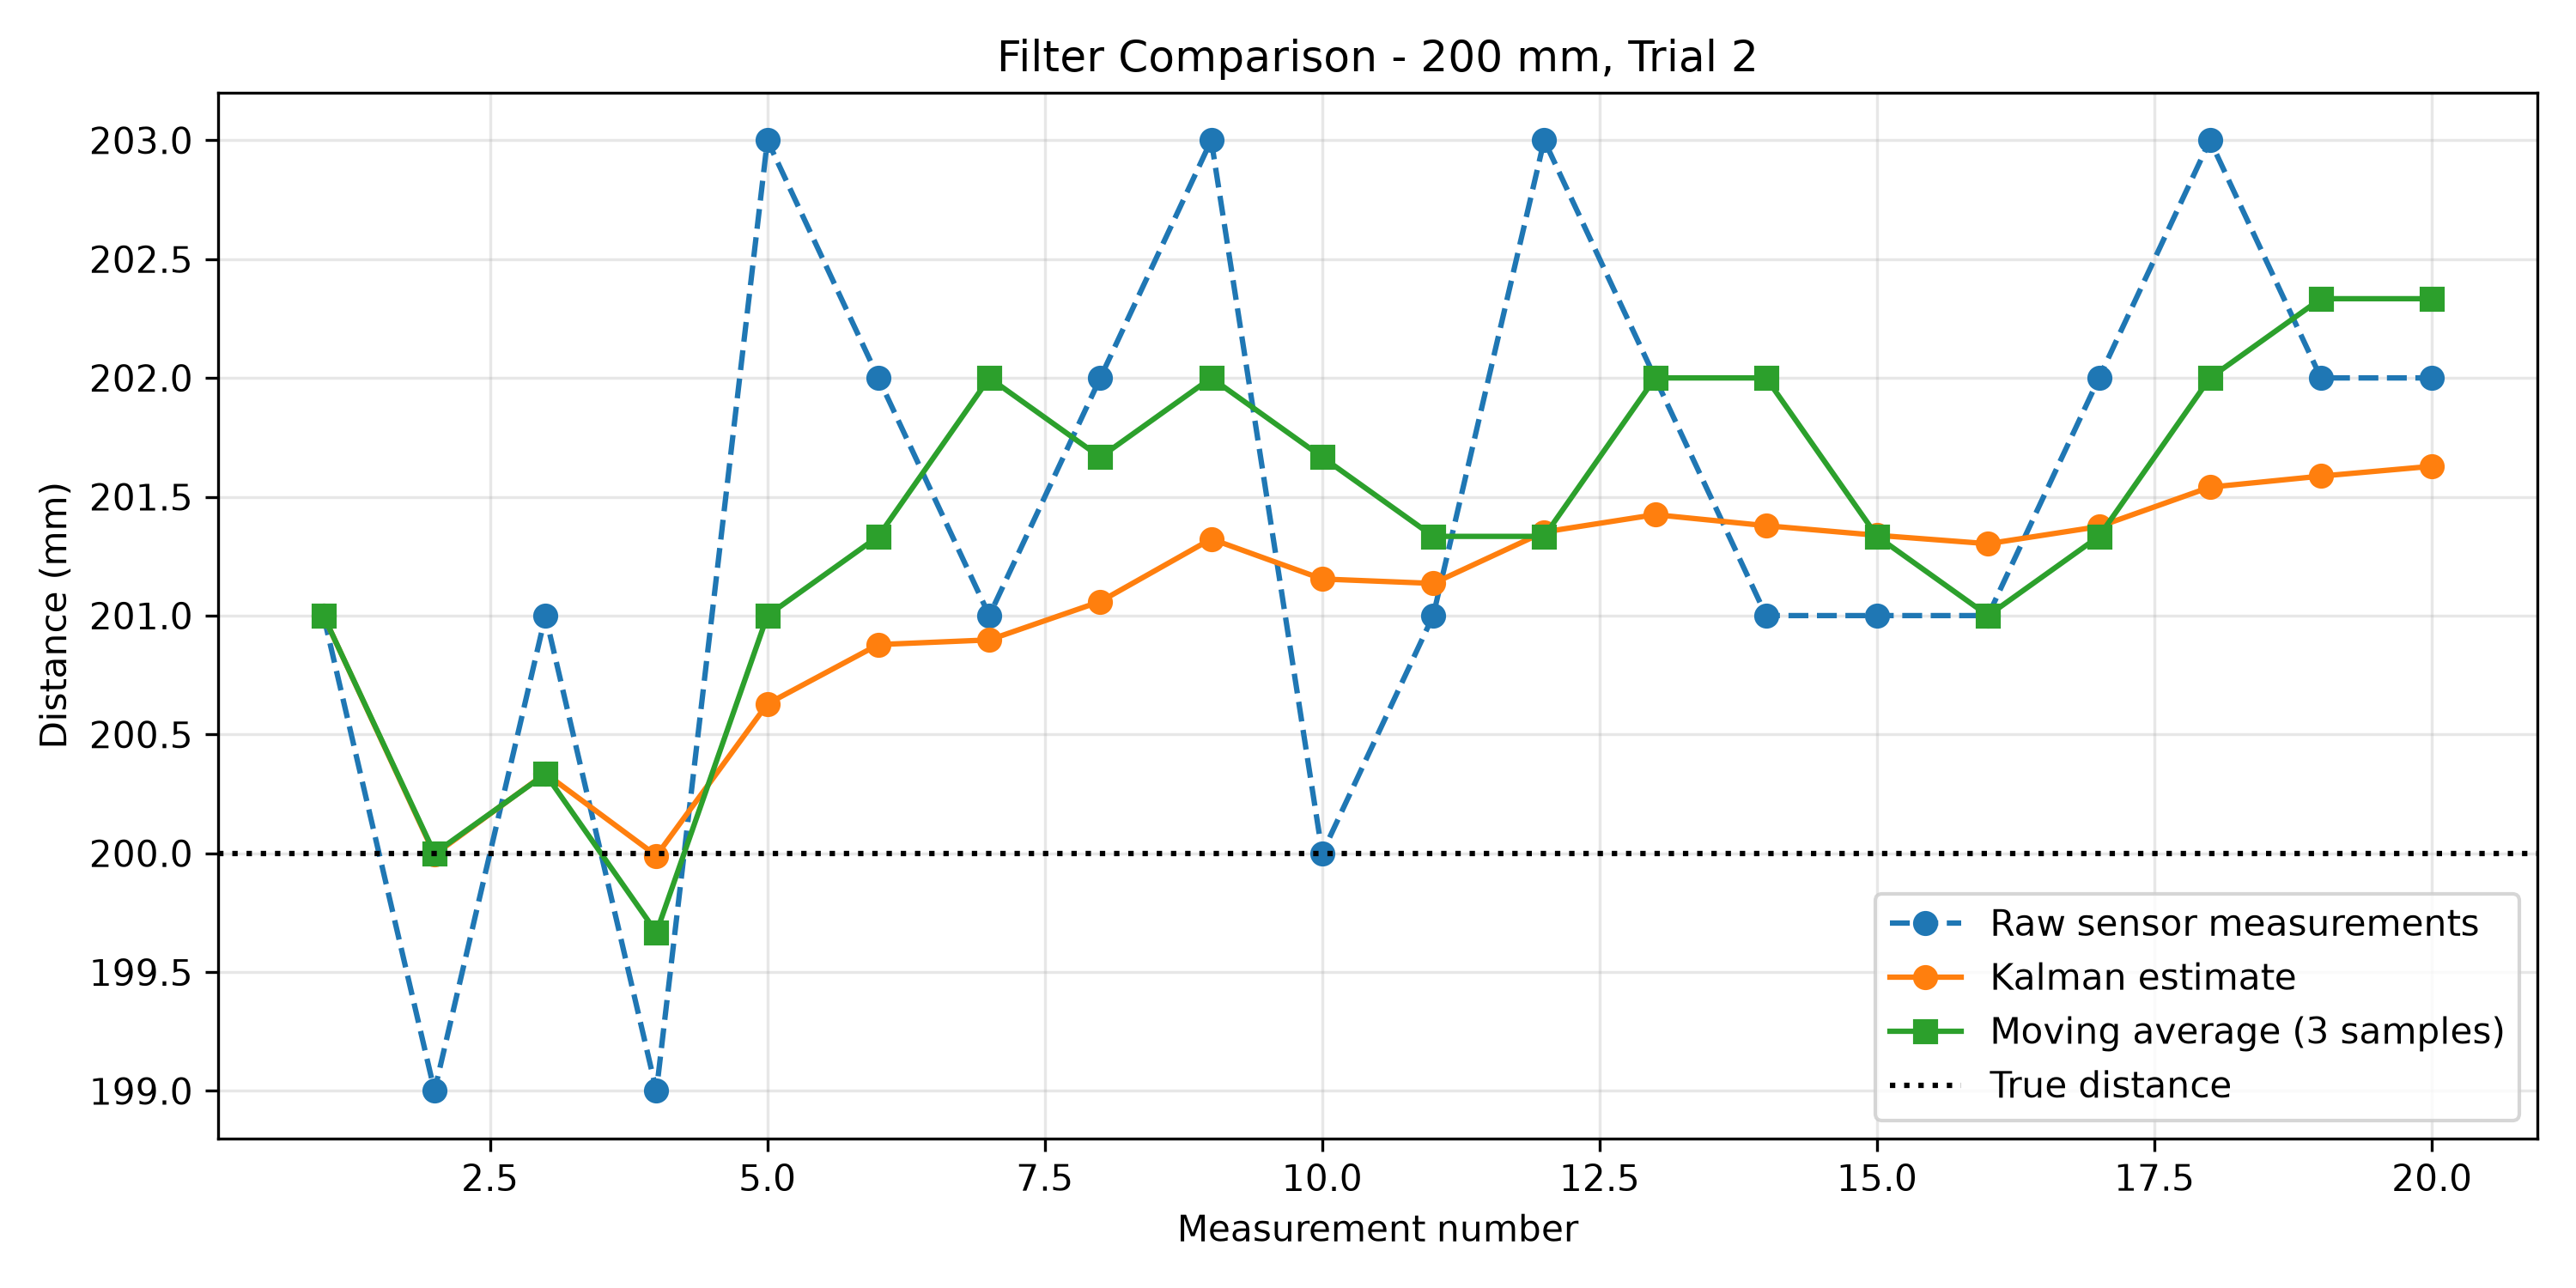 Filter Comparison - 200 mm, Trial 2
203.0
202.5
202.0
201.5
201.0
200.5
200.0
199.5
199.0
Distance (mm)
Raw sensor measurements
Kalman estimate
Moving average (3 samples)
True distance
2.5 5.0 7.5 10.0 12.5 15.0 17.5 20.0
Measurement number